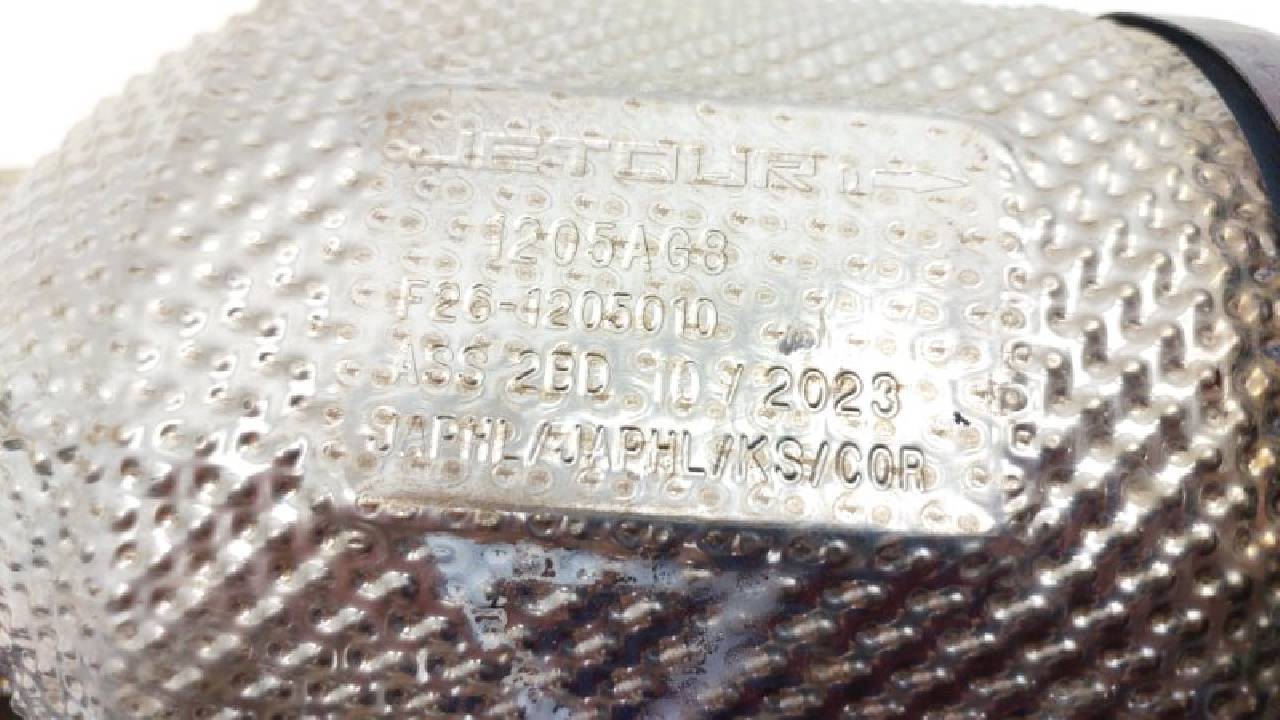 JETOUR
1205AG8
F26-1205010
ASS 2BD 10 / 2023
JAPHL/JAPHL/KS/COR